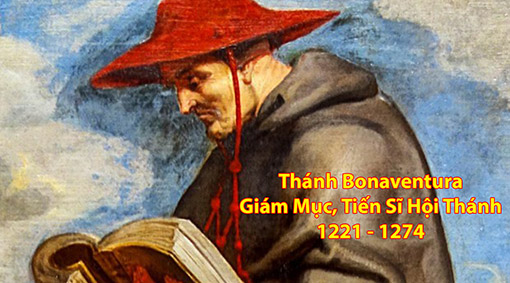 Thánh Bonaventura
Giám Mục, Tiến Sĩ Hội Thánh
1221 - 1274